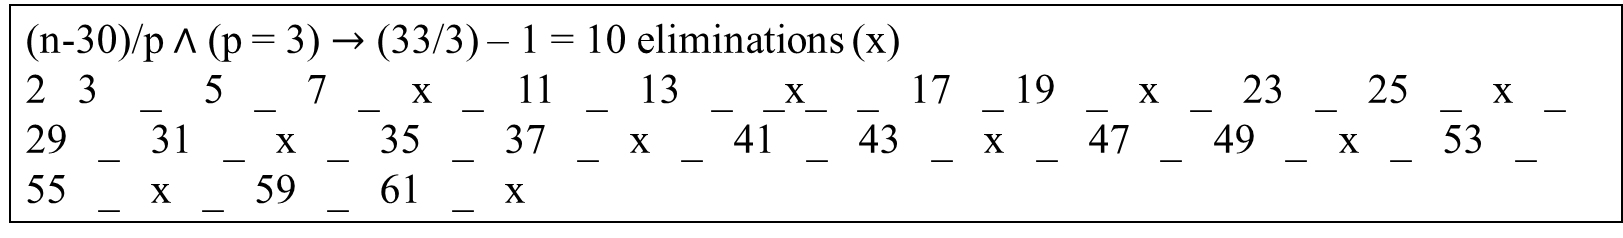 (n-30)/p ∧ (p = 3) → (33/3) – 1 = 10 eliminations (x)
2 3 _ 5 _ 7 _ x _ 11 _ 13 _ _x_ _ 17 _ 19 _ x _ 23 _ 25 _ x _
29 _ 31 _ x _ 35 _ 37 _ x _ 41 _ 43 _ x _ 47 _ 49 _ x _ 53 _
55 _ x _ 59 _ 61 _ x